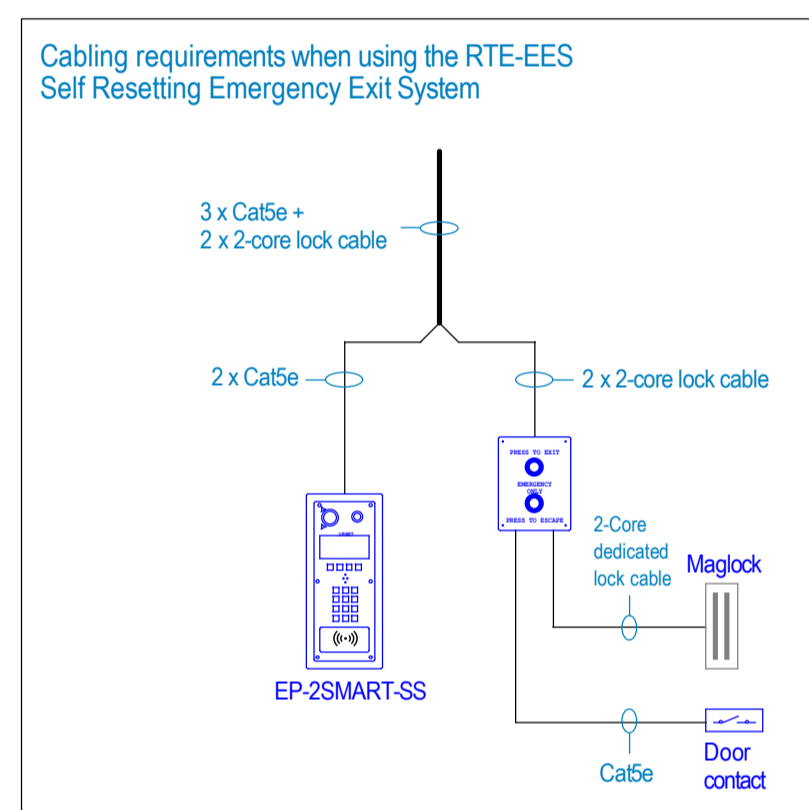 Cabling requirements when using the RTE-EES
Self Resetting Emergency Exit System
3 x Cat5e +
2 x 2-core lock cable
2 x Cat5e
2 x 2-core lock cable
PRESS TO EXIT
EMERGENCY
ONLY
PRESS TO ESCAPE
2-Core
dedicated
lock cable
Maglock
EP-2SMART-SS
Cat5e
Door
contact